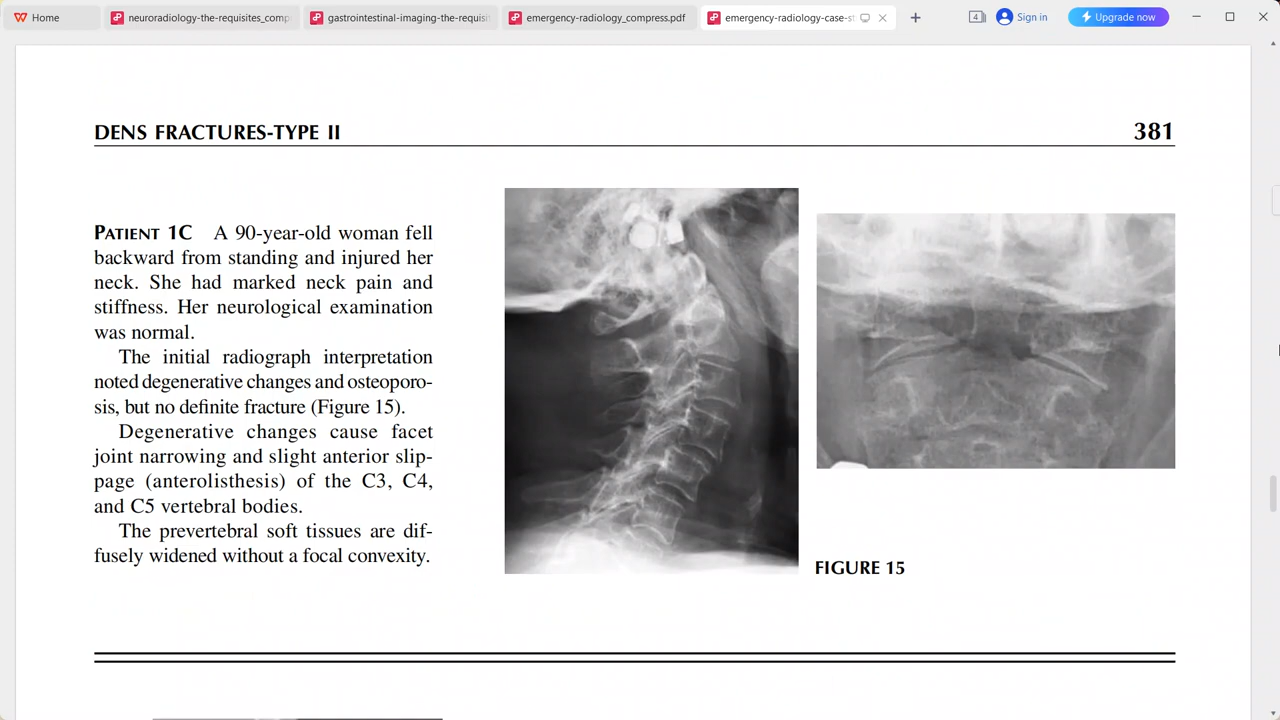 Home
neuroradiology-the-requisites_comp
gastrointestinal-imaging-the-requisi
emergency-radiology_compress.pdf
emergency-radiology-case-st
4
Sign in
Upgrade now
DENS FRACTURES-TYPE II
381
PATIENT 1C A 90-year-old woman fell
backward from standing and injured her
neck. She had marked neck pain and
stiffness. Her neurological examination
was normal.
The initial radiograph interpretation
noted degenerative changes and osteoporo-
sis, but no definite fracture (Figure 15).
Degenerative changes cause facet
joint narrowing and slight anterior slip-
page (anterolisthesis) of the C3, C4,
and C5 vertebral bodies.
The prevertebral soft tissues are dif-
fusely widened without a focal convexity.
FIGURE 15